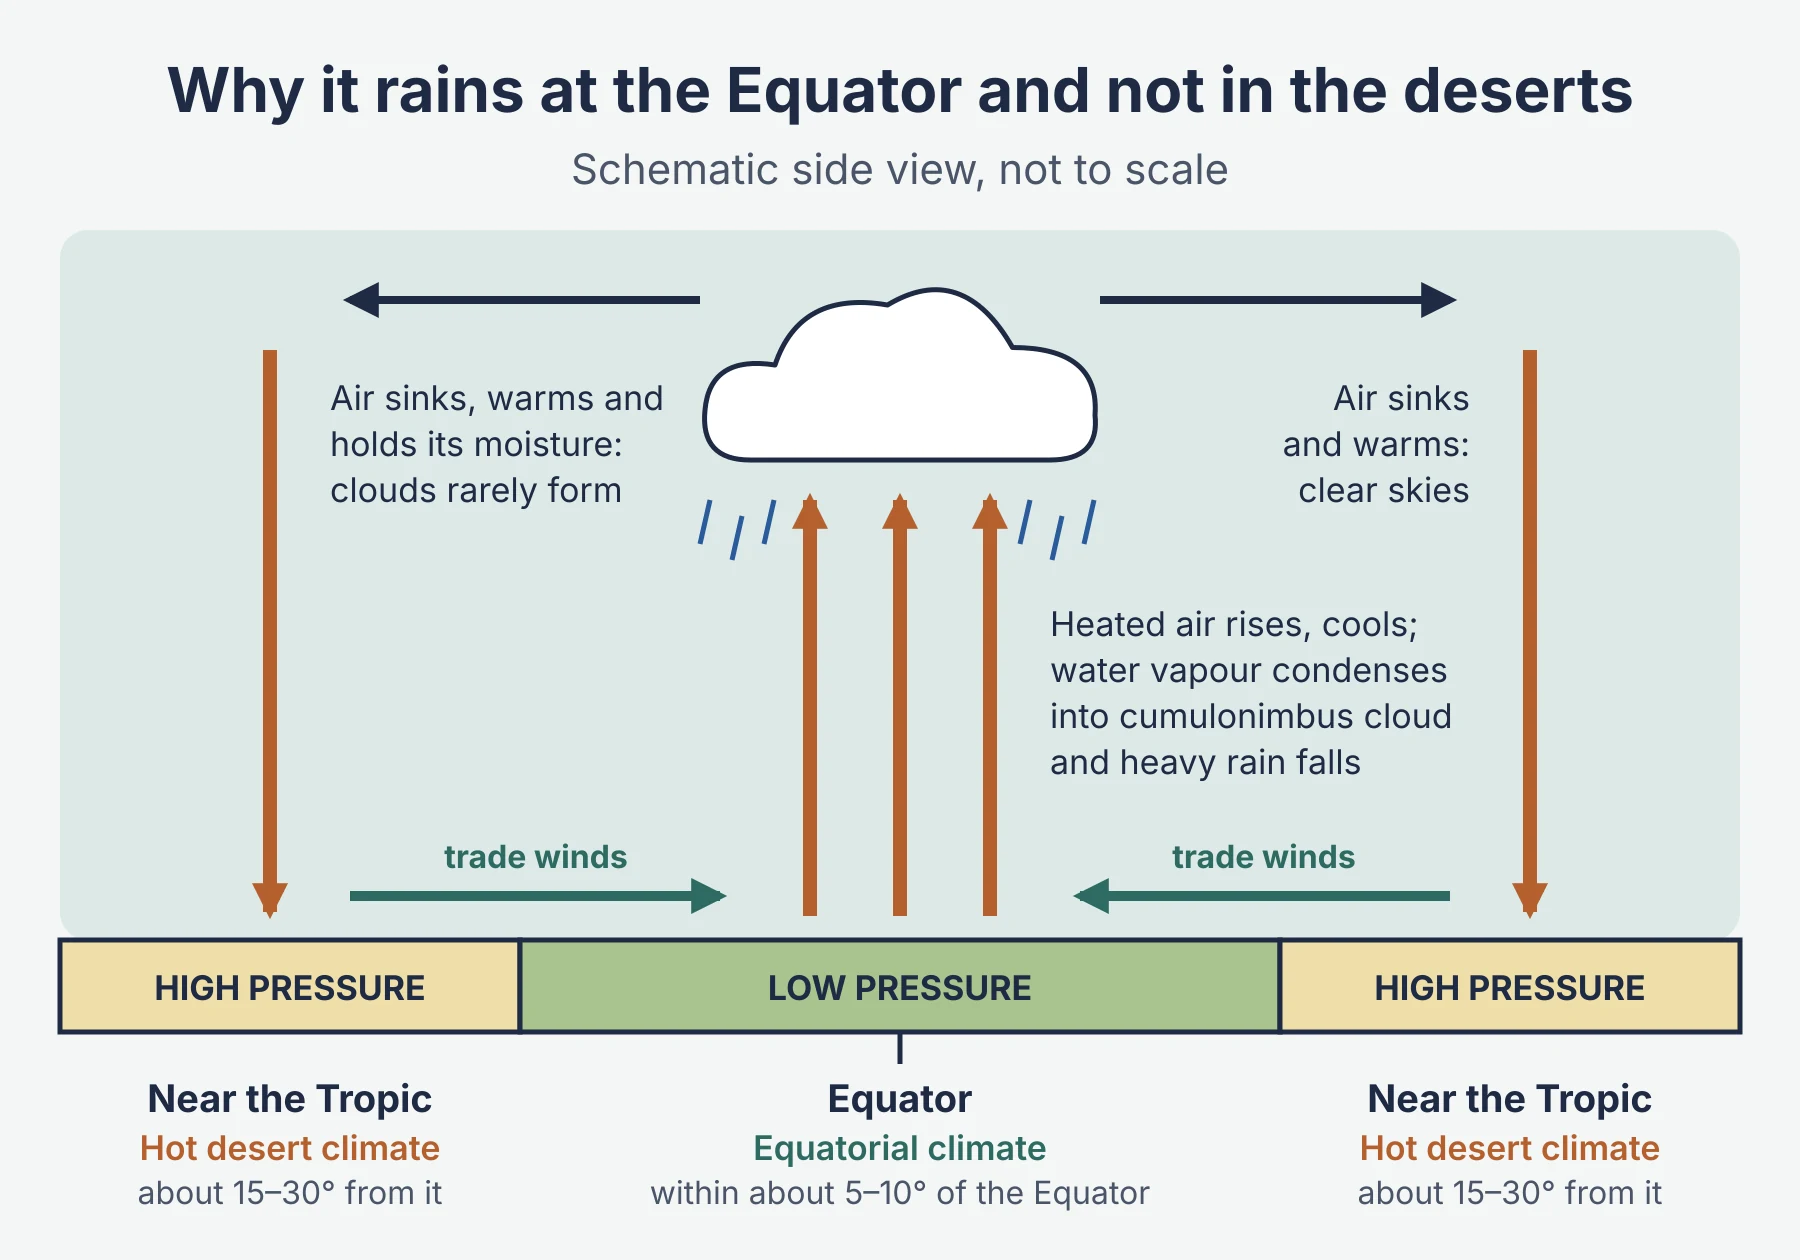 Why it rains at the Equator and not in the deserts
Schematic side view, not to scale
Air sinks, warms and
holds its moisture:
clouds rarely form
Air sinks
and warms:
clear skies
Heated air rises, cools;
water vapour condenses
into cumulonimbus cloud
and heavy rain falls
trade winds
trade winds
HIGH PRESSURE
LOW PRESSURE
HIGH PRESSURE
Near the Tropic
Hot desert climate
about 15–30° from it
Equator
Equatorial climate
within about 5–10° of the Equator
Near the Tropic
Hot desert climate
about 15–30° from it